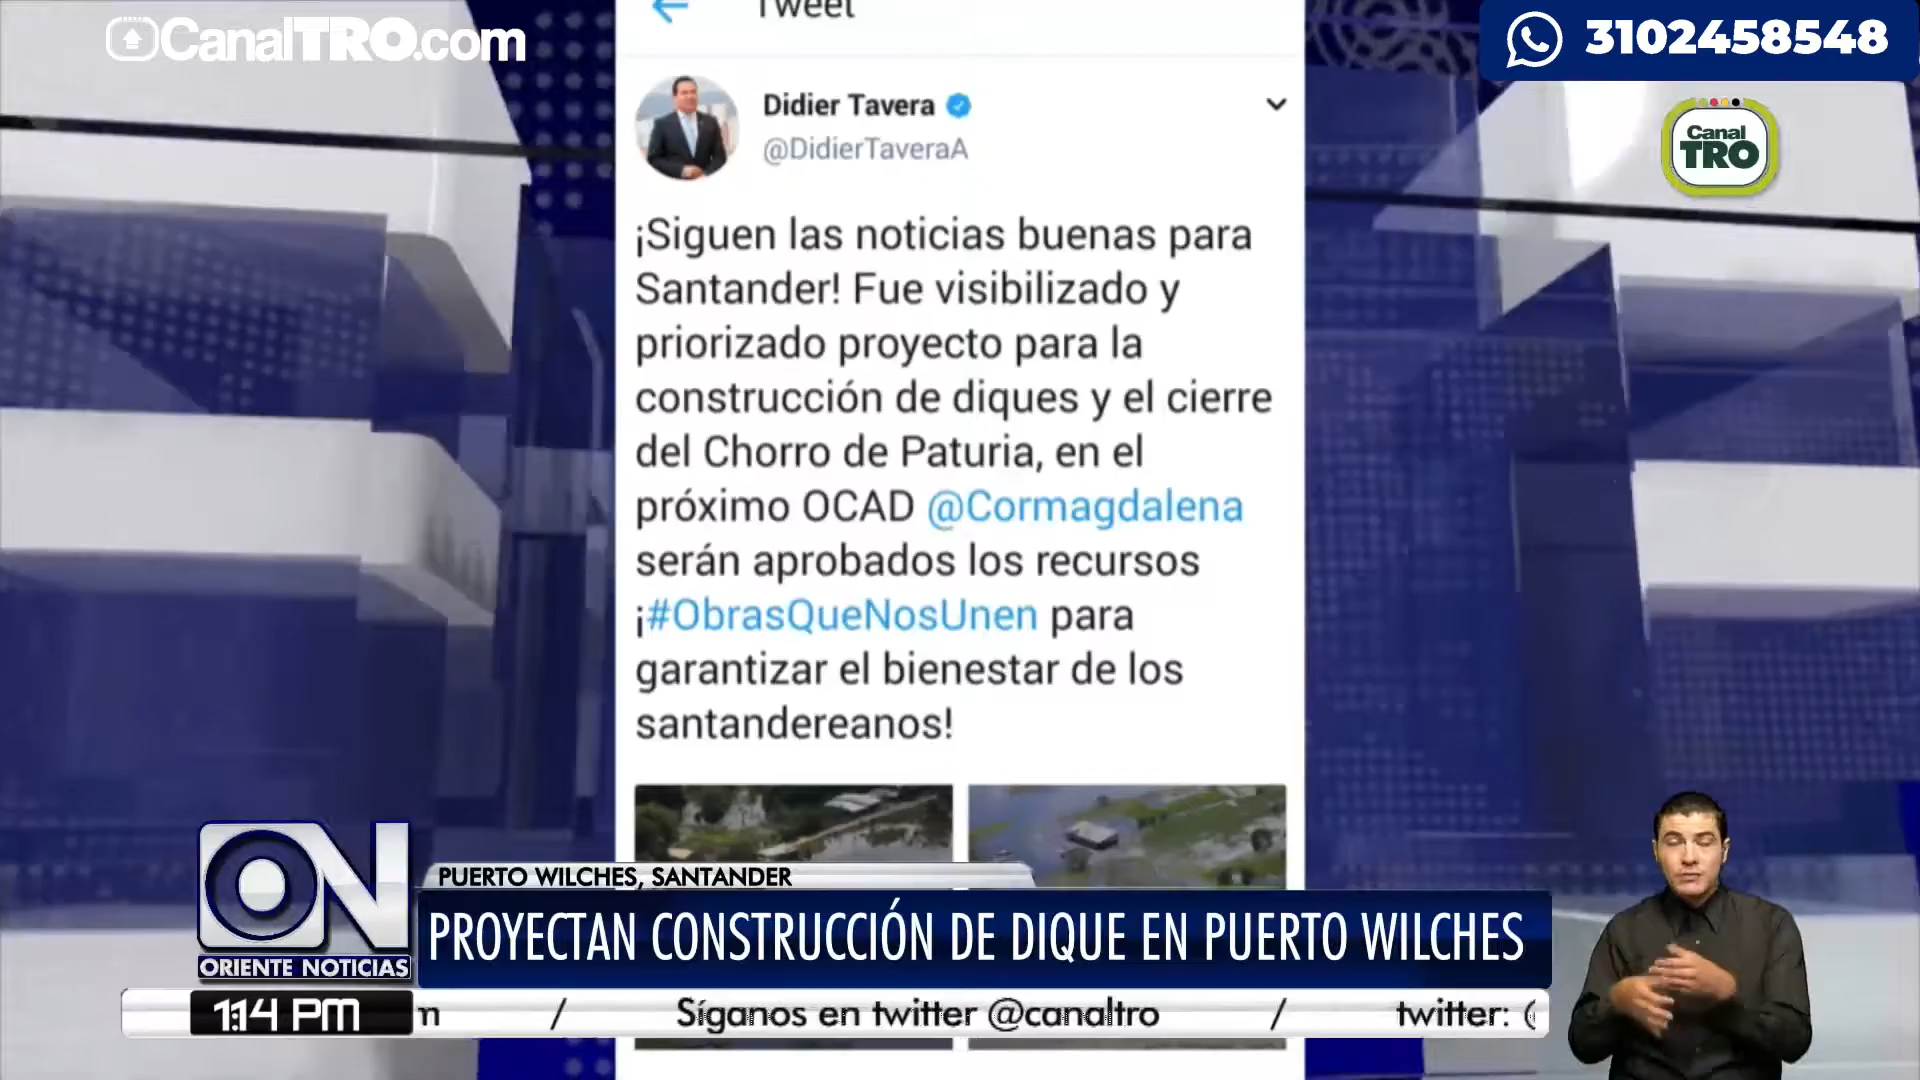 CanalTRO.com
3102458548
Canal
TRO
Tweet
Didier Tavera
@DidierTaveraA
¡Siguen las noticias buenas para
Santander! Fue visibilizado y
priorizado proyecto para la
construcción de diques y el cierre
del Chorro de Paturia, en el
próximo OCAD @Cormagdalena
serán aprobados los recursos
¡#ObrasQueNosUnen para
garantizar el bienestar de los
santandereanos!
ON
ORIENTE NOTICIAS
PUERTO WILCHES, SANTANDER
PROYECTAN CONSTRUCCIÓN DE DIQUE EN PUERTO WILCHES
1:14 PM
m / Síganos en twitter @canaltro / twitter: (